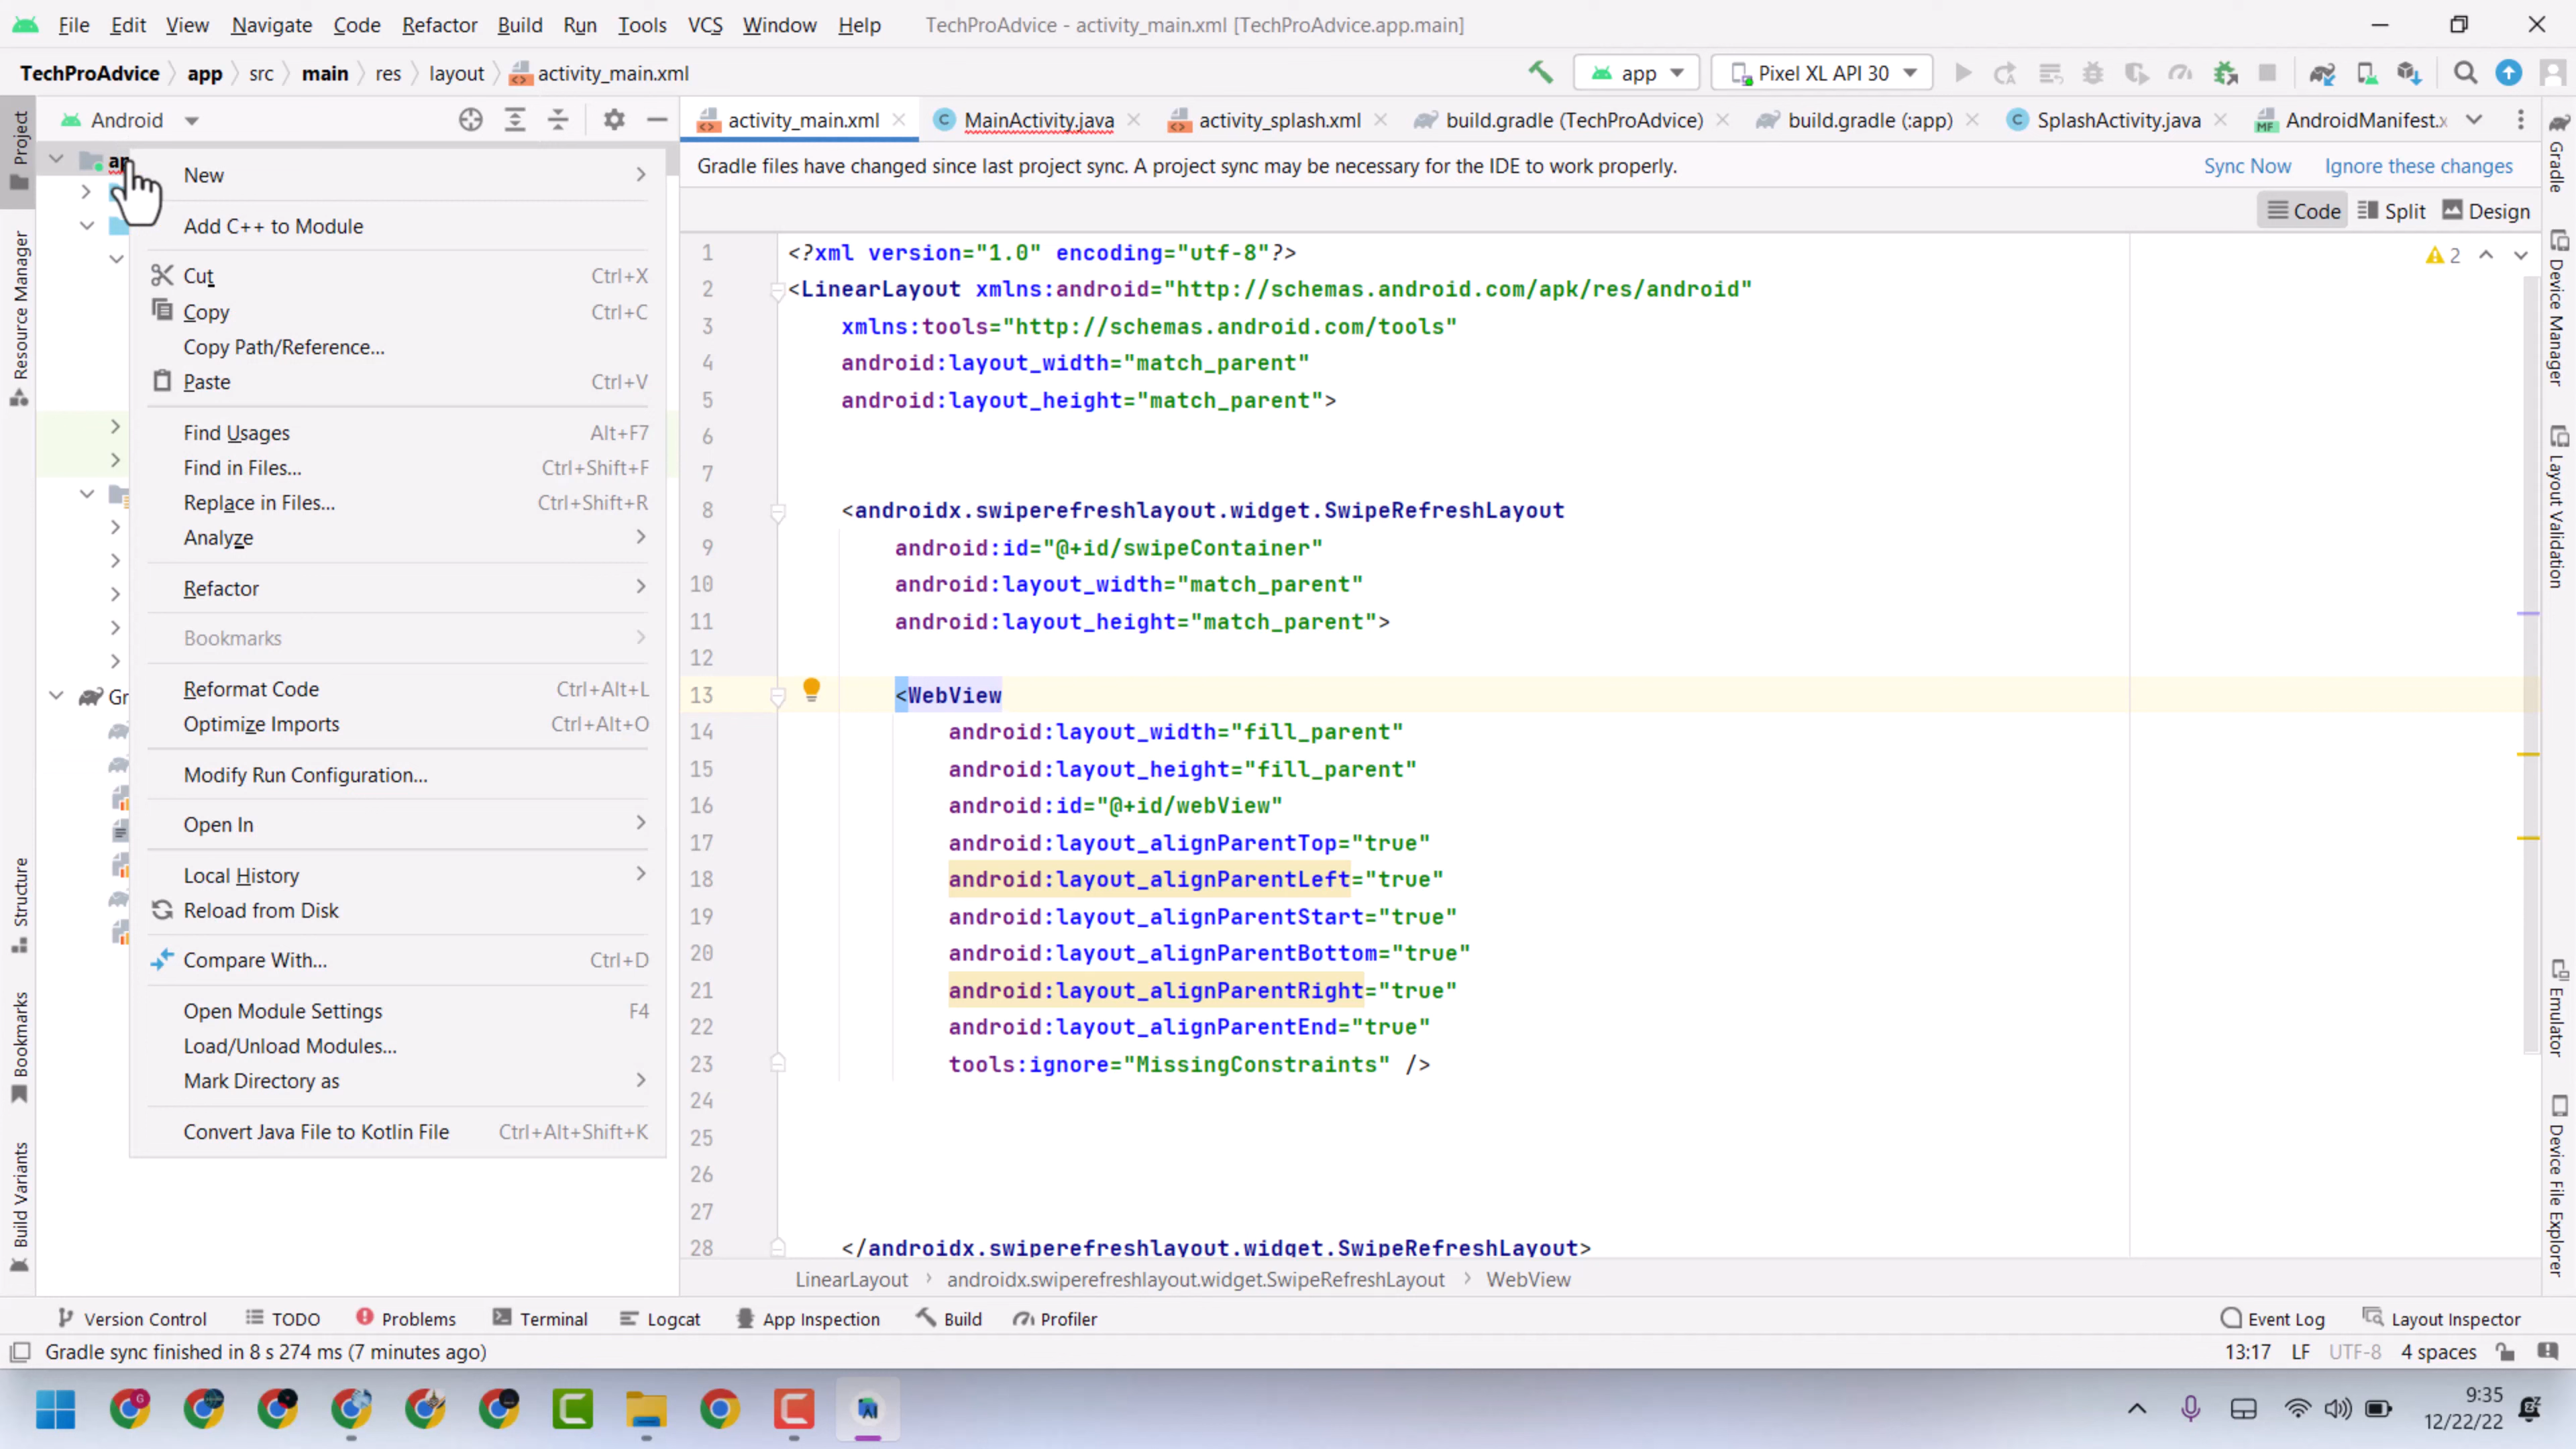 File Edit View Navigate Code Refactor Build Run Tools VCS Window Help TechProAdvice - activity_main.xml [TechProAdvice.app.main]
TechProAdvice app src main res layout activity_main.xml app Pixel XL API 30
Android activity_main.xml MainActivity.java activity_splash.xml build.gradle (TechProAdvice) build.gradle (:app) SplashActivity.java AndroidManifest.x
Gradle files have changed since last project sync. A project sync may be necessary for the IDE to work properly. Sync Now Ignore these changes
Code Split Design
Project
Resource Manager
Structure
Bookmarks
Build Variants
New
Add C++ to Module
Cut Ctrl+X
Copy Ctrl+C
Copy Path/Reference...
Paste Ctrl+V
Find Usages Alt+F7
Find in Files... Ctrl+Shift+F
Replace in Files... Ctrl+Shift+R
Analyze
Refactor
Bookmarks
Reformat Code Ctrl+Alt+L
Optimize Imports Ctrl+Alt+O
Modify Run Configuration...
Open In
Local History
Reload from Disk
Compare With... Ctrl+D
Open Module Settings F4
Load/Unload Modules...
Mark Directory as
Convert Java File to Kotlin File Ctrl+Alt+Shift+K
Gr
2
1 <?xml version="1.0" encoding="utf-8"?>
2 <LinearLayout xmlns:android="http://schemas.android.com/apk/res/android"
3 xmlns:tools="http://schemas.android.com/tools"
4 android:layout_width="match_parent"
5 android:layout_height="match_parent">
6
7
8 <androidx.swiperefreshlayout.widget.SwipeRefreshLayout
9 android:id="@+id/swipeContainer"
10 android:layout_width="match_parent"
11 android:layout_height="match_parent">
12
13 <WebView
14 android:layout_width="fill_parent"
15 android:layout_height="fill_parent"
16 android:id="@+id/webView"
17 android:layout_alignParentTop="true"
18 android:layout_alignParentLeft="true"
19 android:layout_alignParentStart="true"
20 android:layout_alignParentBottom="true"
21 android:layout_alignParentRight="true"
22 android:layout_alignParentEnd="true"
23 tools:ignore="MissingConstraints" />
24
25
26
27
28 </androidx.swiperefreshlayout.widget.SwipeRefreshLayout>
LinearLayout › androidx.swiperefreshlayout.widget.SwipeRefreshLayout › WebView
Gradle
Device Manager
Layout Validation
Emulator
Device File Explorer
Version Control TODO Problems Terminal Logcat App Inspection Build Profiler Event Log Layout Inspector
Gradle sync finished in 8 s 274 ms (7 minutes ago) 13:17 LF UTF-8 4 spaces
9:35
12/22/22